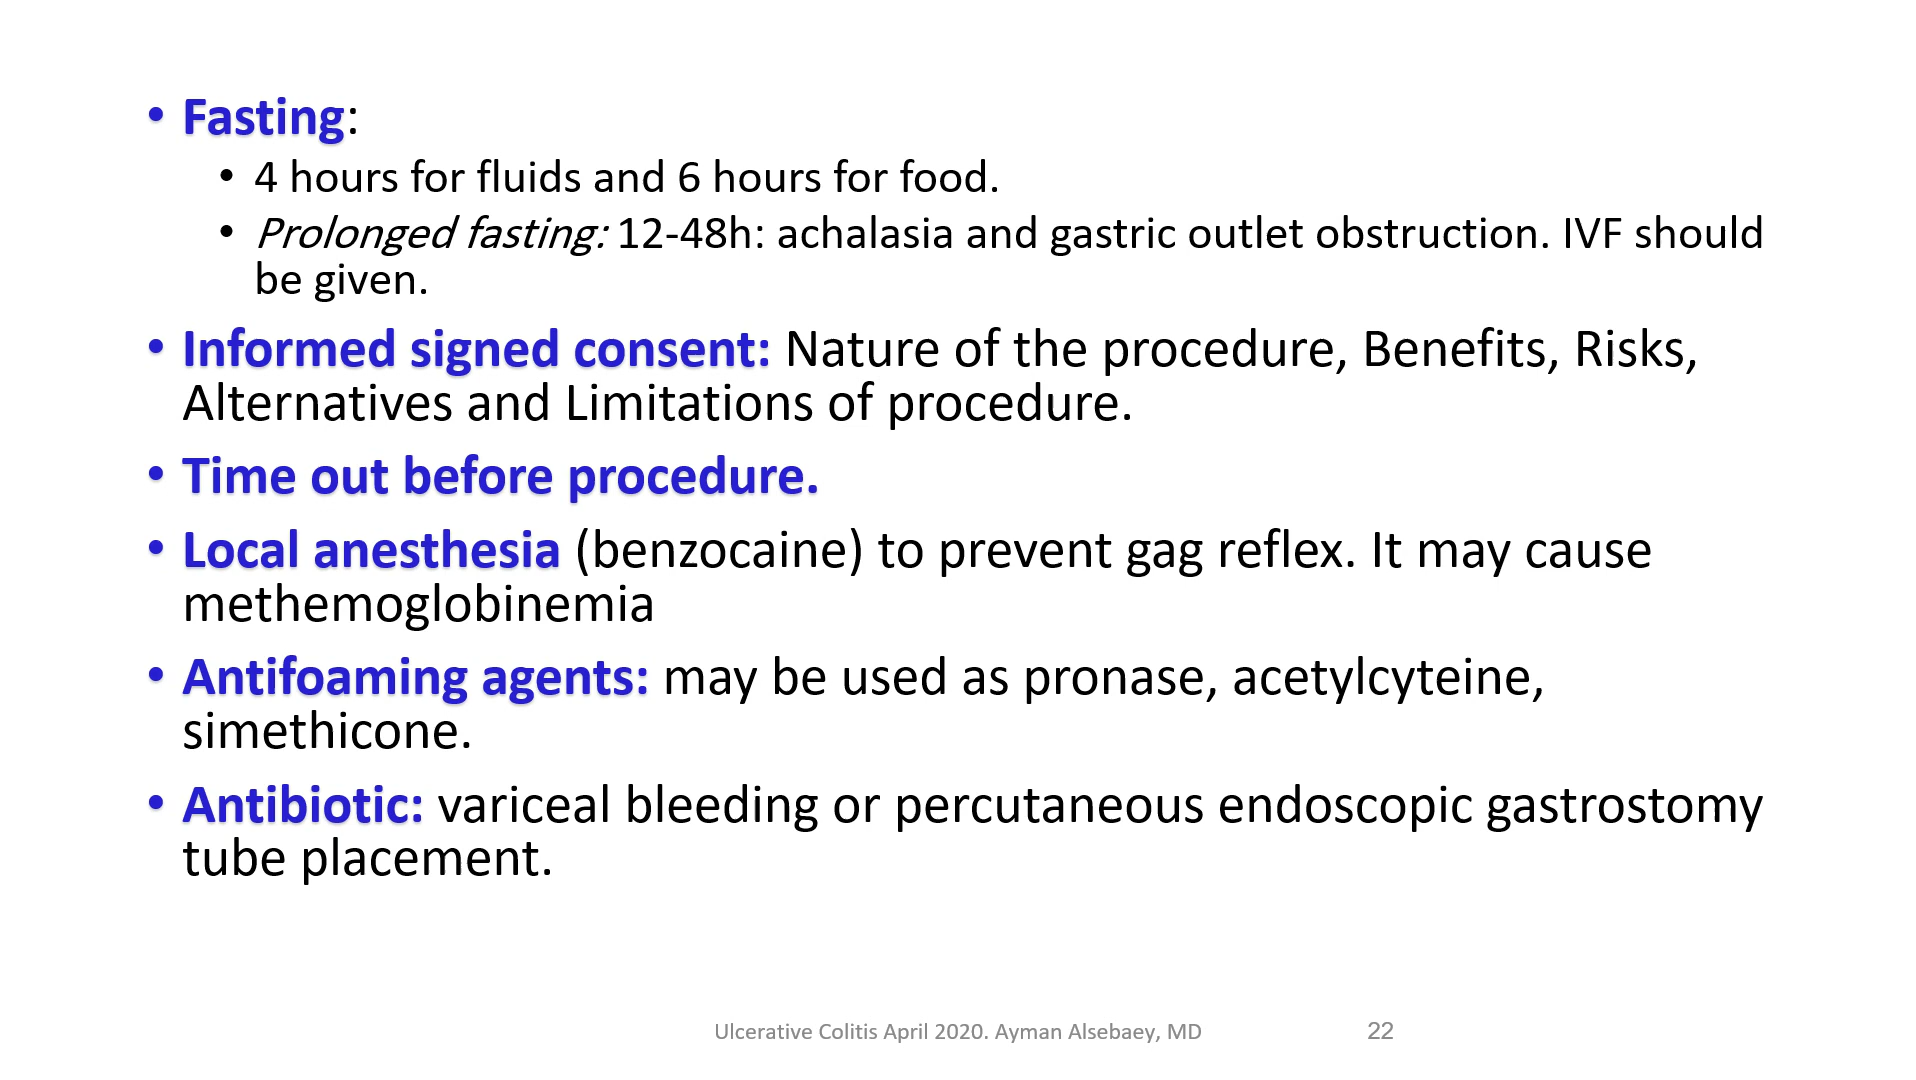 • Fasting:
• 4 hours for fluids and 6 hours for food.
• Prolonged fasting: 12-48h: achalasia and gastric outlet obstruction. IVF should
be given.
• Informed signed consent: Nature of the procedure, Benefits, Risks,
Alternatives and Limitations of procedure.
• Time out before procedure.
• Local anesthesia (benzocaine) to prevent gag reflex. It may cause
methemoglobinemia
• Antifoaming agents: may be used as pronase, acetylcyteine,
simethicone.
• Antibiotic: variceal bleeding or percutaneous endoscopic gastrostomy
tube placement.
Ulcerative Colitis April 2020. Ayman Alsebaey, MD 22